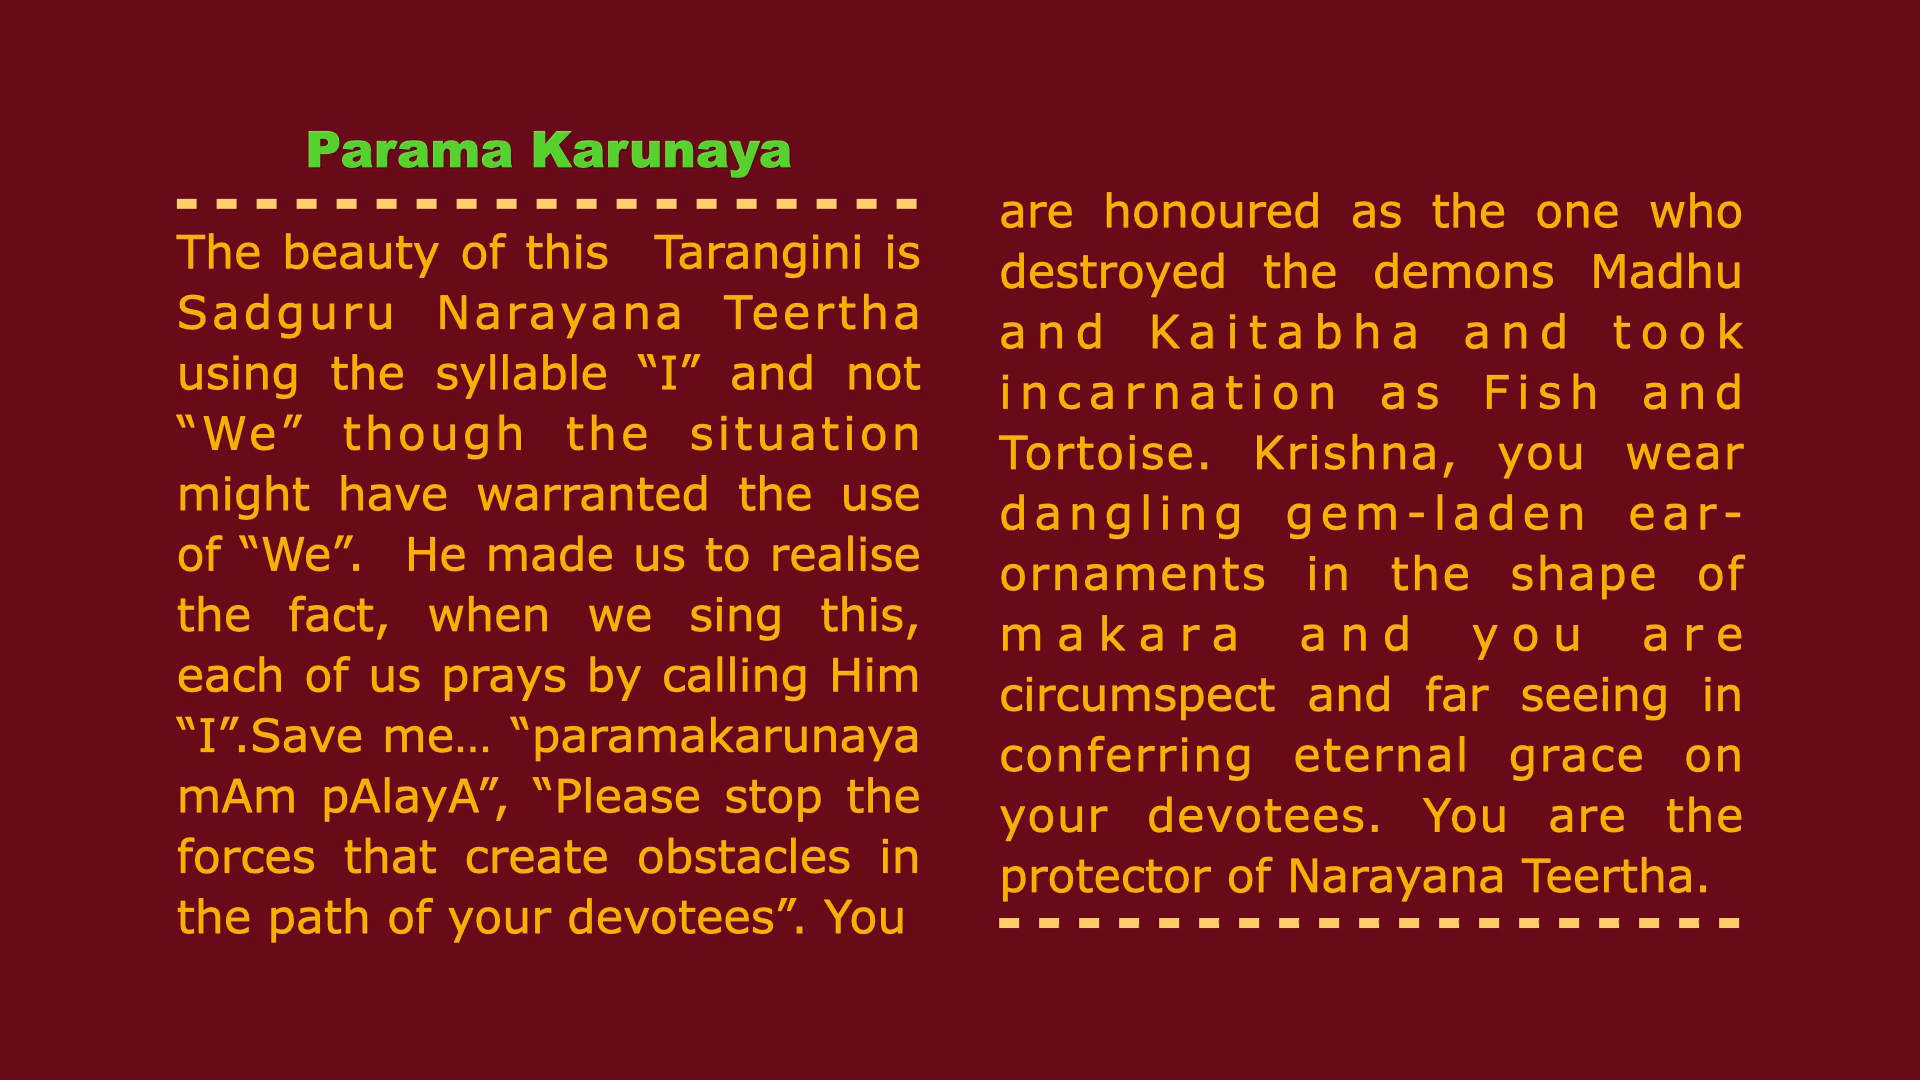 Parama Karunaya
The beauty of this Tarangini is
Sadguru Narayana Teertha
using the syllable “I” and not
“We” though the situation
might have warranted the use
of “We”. He made us to realise
the fact, when we sing this,
each of us prays by calling Him
“I”.Save me... “paramakarunaya
mAm pAlayA”, “Please stop the
forces that create obstacles in
the path of your devotees”. You
are honoured as the one who
destroyed the demons Madhu
and Kaitabha and took
incarnation as Fish and
Tortoise. Krishna, you wear
dangling gem-laden ear-
ornaments in the shape of
makara and you are
circumspect and far seeing in
conferring eternal grace on
your devotees. You are the
protector of Narayana Teertha.